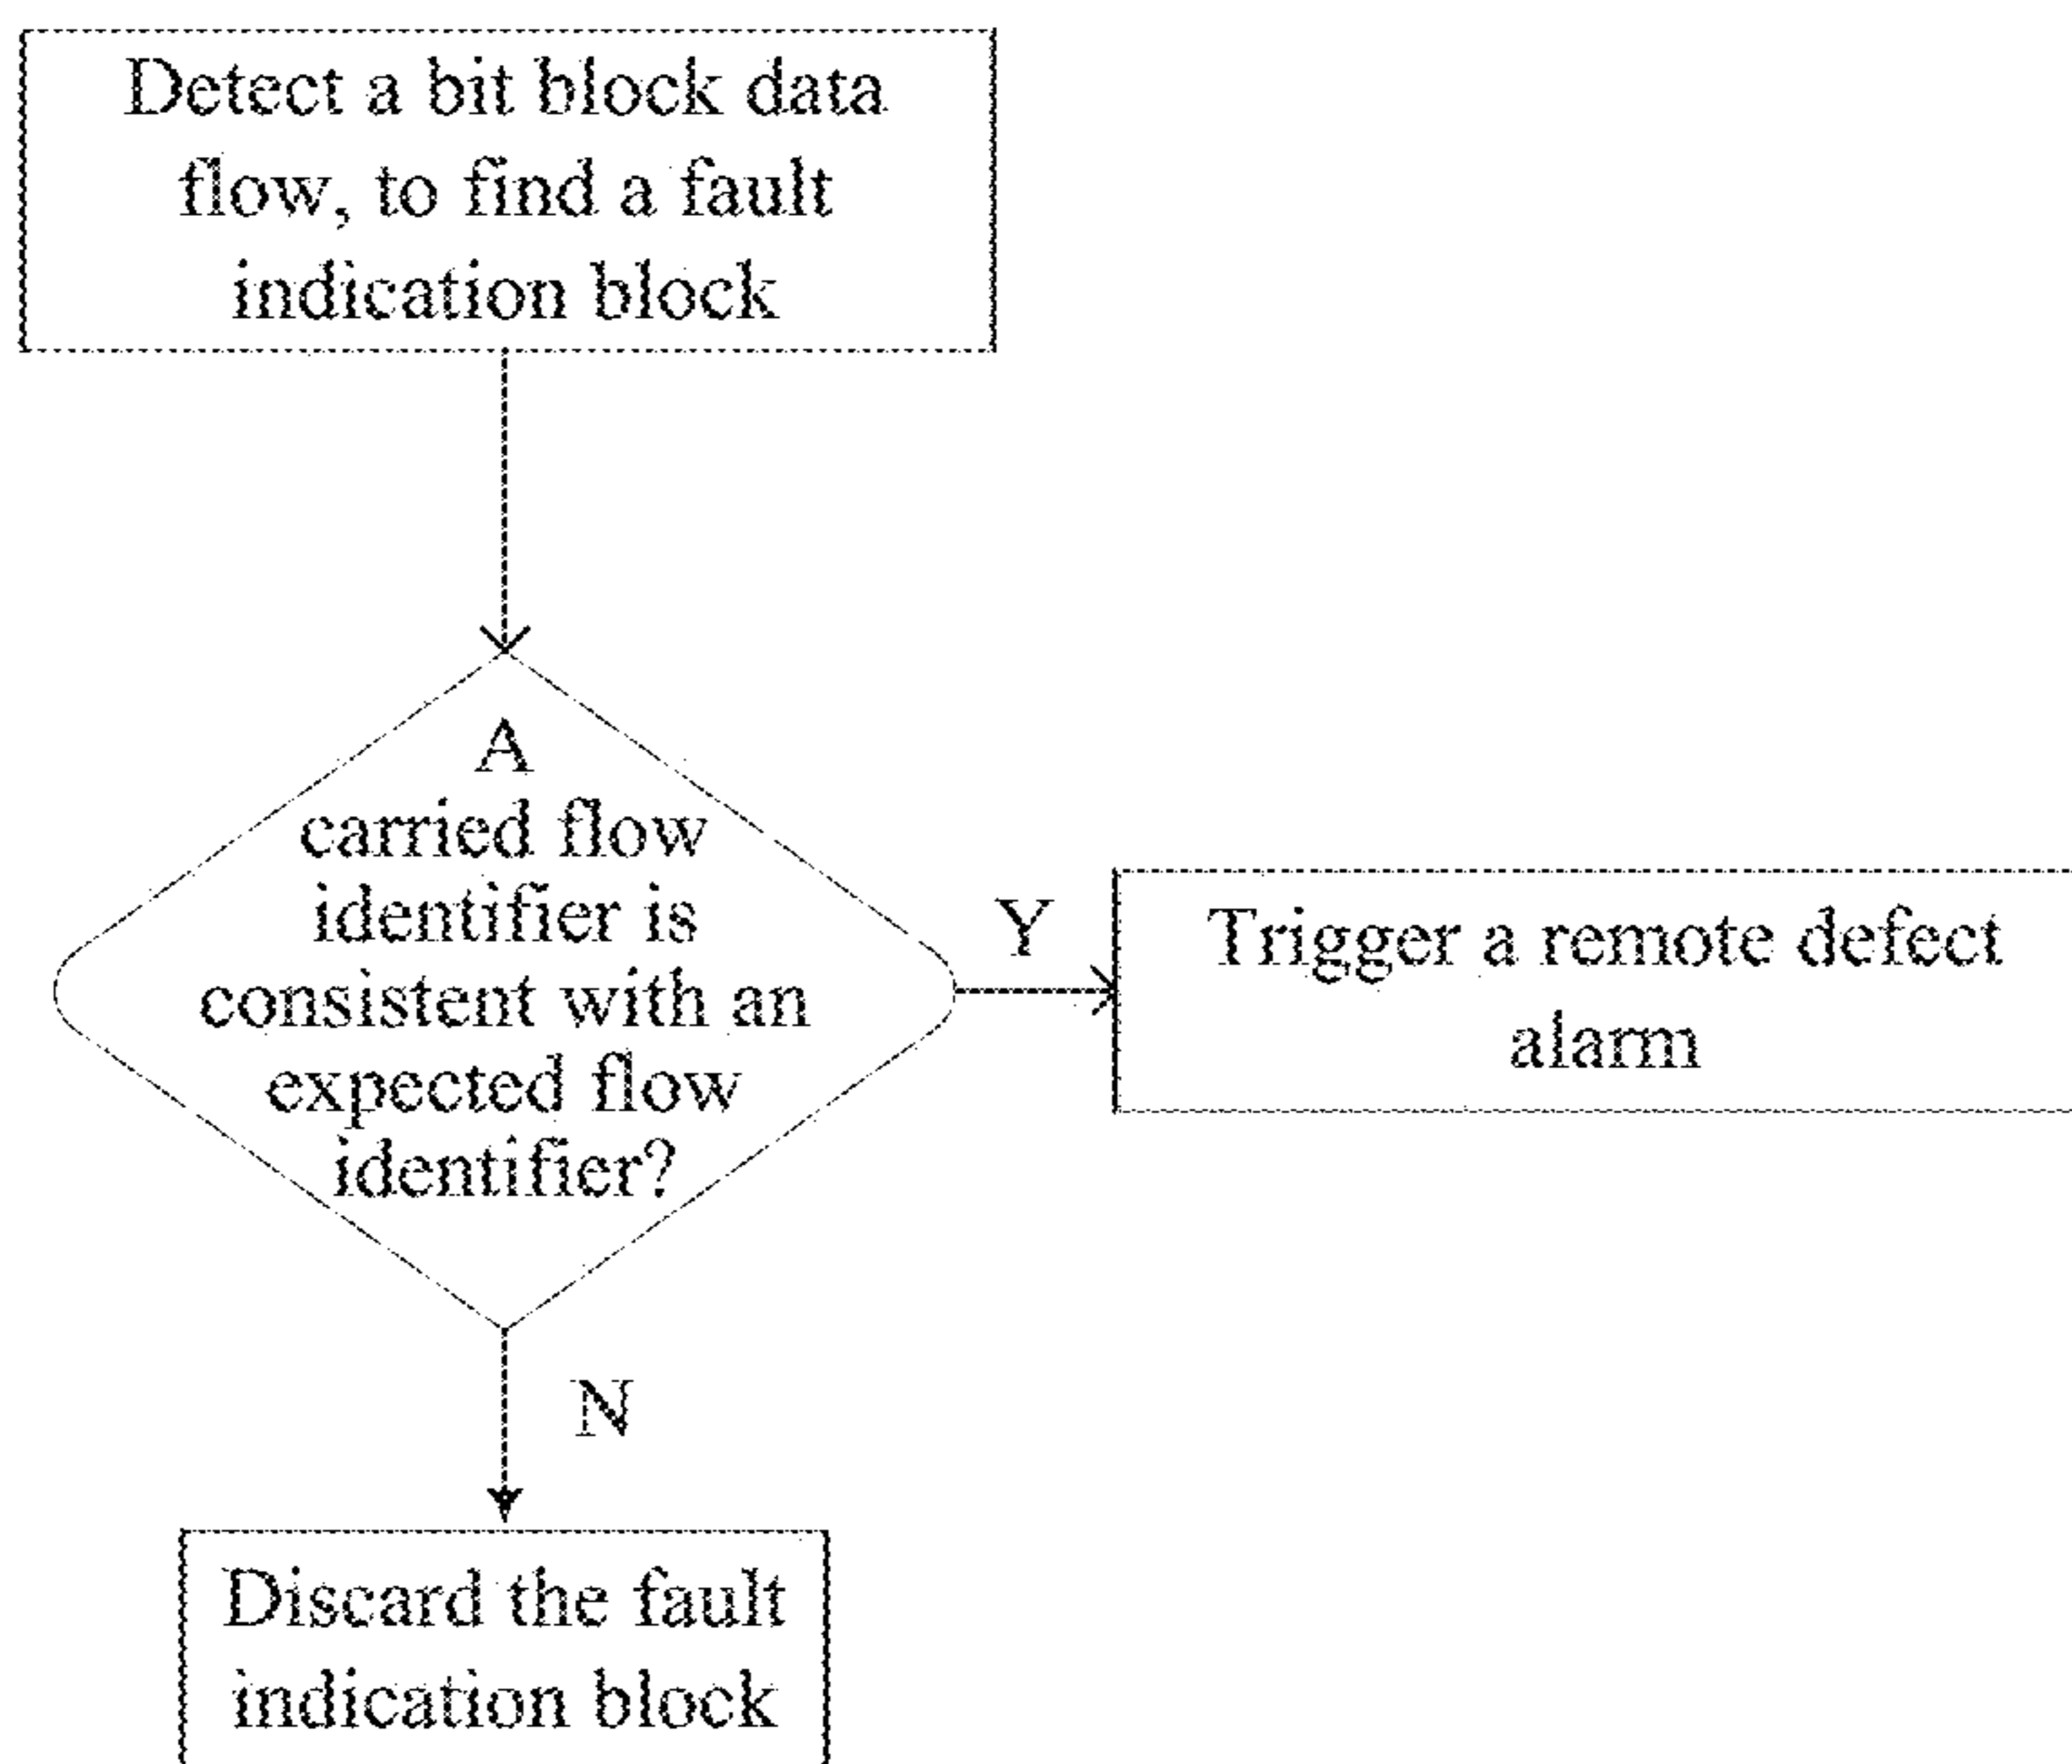 Detect a bit block data
flow, to find a fault
indication block
A
carried flow
identifier is
consistent with an
expected flow
identifier?
Y
Trigger a remote defect
alarm
N
Discard the fault
indication block